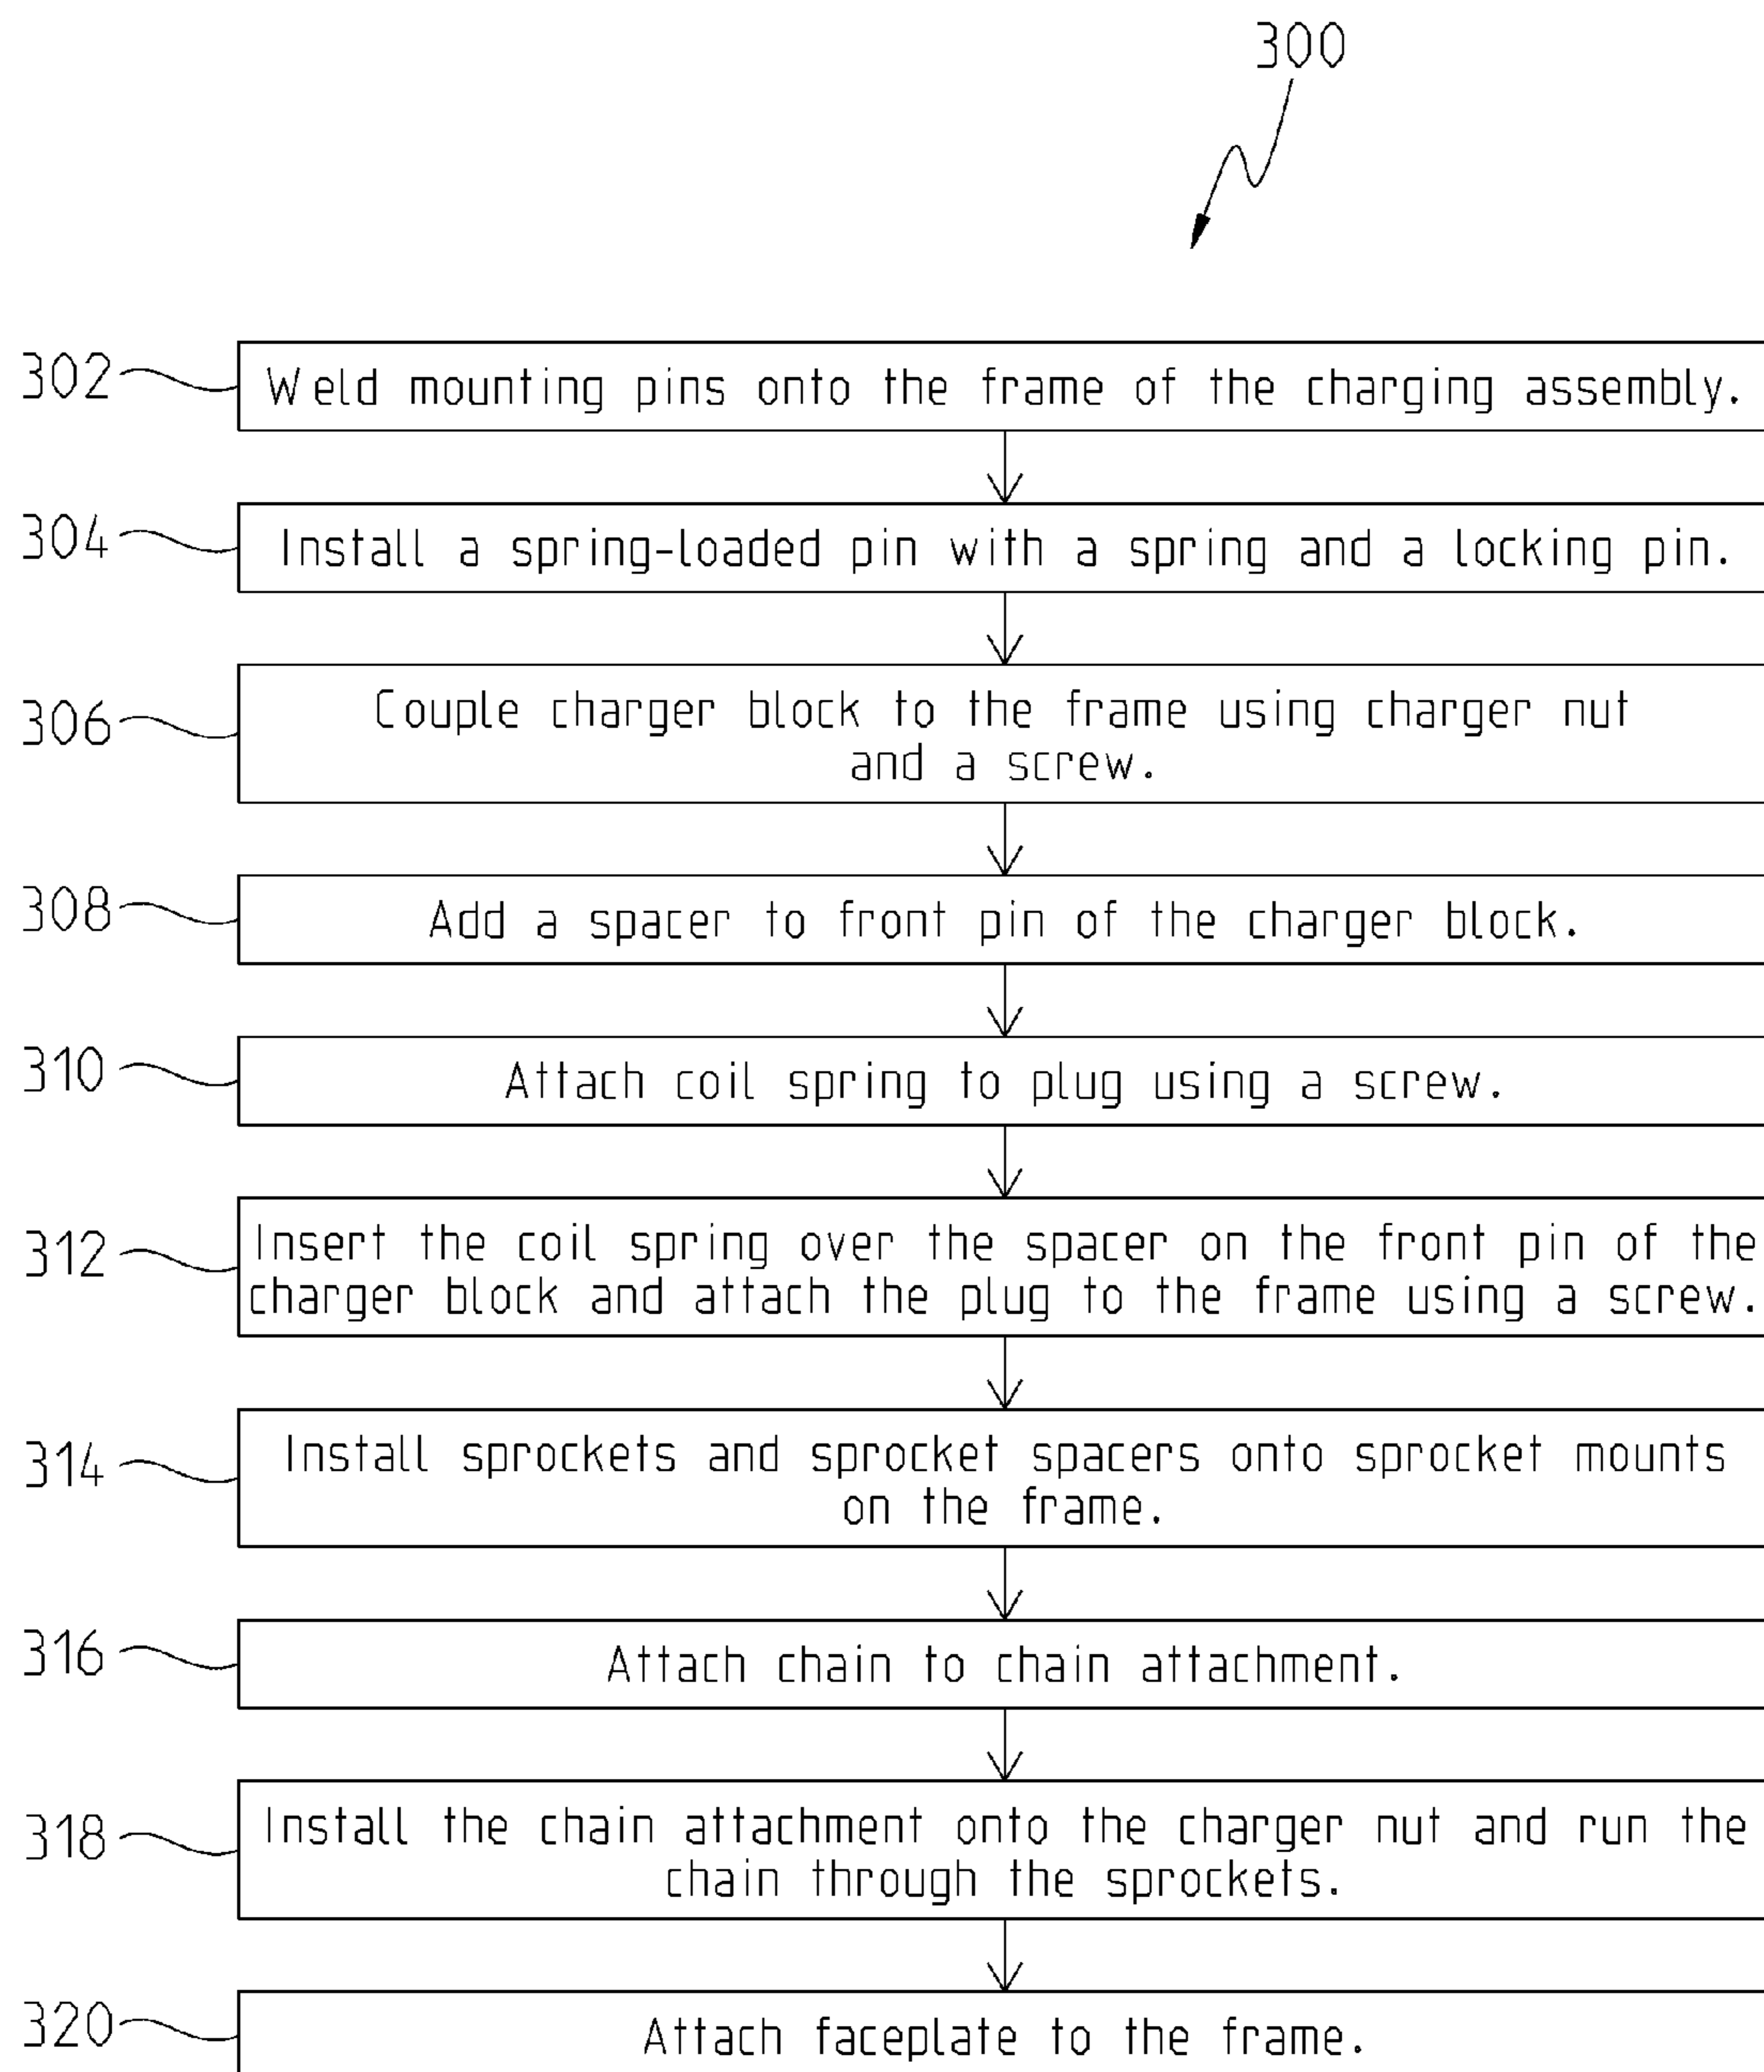 300
302
Weld mounting pins onto the frame of the charging assembly.
304
Install a spring-loaded pin with a spring and a locking pin.
306
Couple charger block to the frame using charger nut
and a screw.
308
Add a spacer to front pin of the charger block.
310
Attach coil spring to plug using a screw.
312
Insert the coil spring over the spacer on the front pin of the
charger block and attach the plug to the frame using a screw.
314
Install sprockets and sprocket spacers onto sprocket mounts
on the frame.
316
Attach chain to chain attachment.
318
Install the chain attachment onto the charger nut and run the
chain through the sprockets.
320
Attach faceplate to the frame.